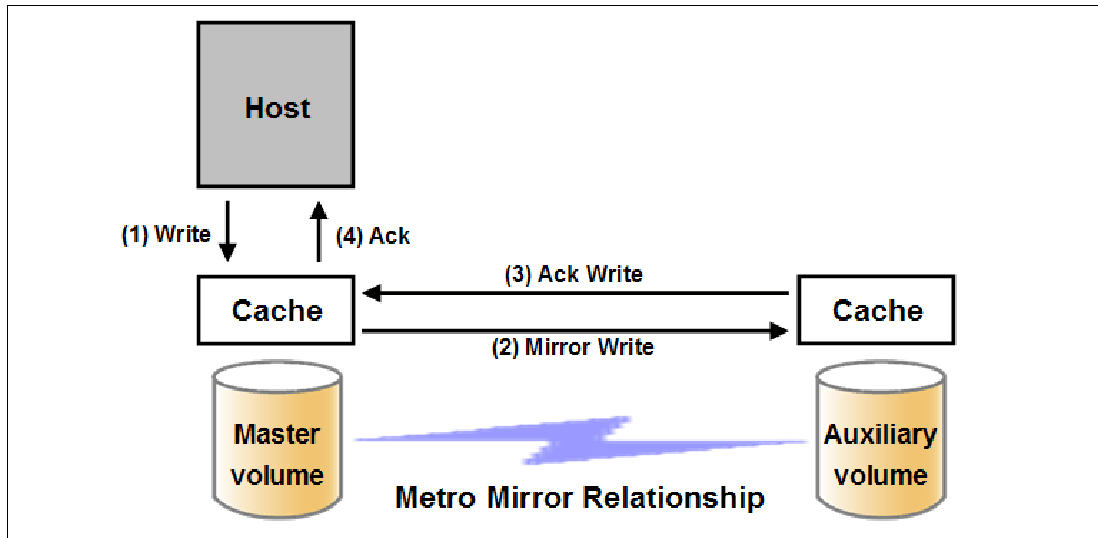 Host
(1) Write
(4) Ack
(3) Ack Write
Cache
Cache
(2) Mirror Write
Master
volume
Auxiliary
volume
Metro Mirror Relationship